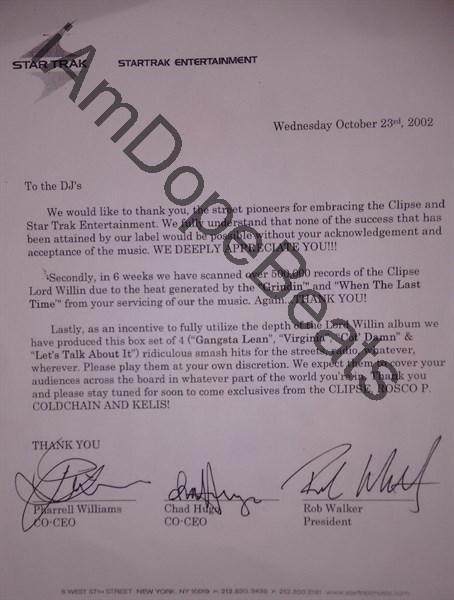 STAR TRAK
STARTRAK ENTERTAINMENT
iAmDopeBeats
Wednesday October 23rd, 2002
To the DJ's
We would like to thank you, the street pioneers for embracing the Clipse and
Star Trak Entertainment. We fully understand that none of the success that has
been attained by our label would be possible without your acknowledgement and
acceptance of the music. WE DEEPLY APPRECIATE YOU!!!
Secondly, in 6 weeks we have scanned over 500,000 records of the Clipse
Lord Willin due to the heat generated by the "Grindin'" and "When The Last
Time" from your servicing of our the music. Again...THANK YOU!
Lastly, as an incentive to fully utilize the depth of the Lord Willin album we
have produced this box set of 4 ("Gangsta Lean", "Virginia", "Cot' Damn" &
"Let's Talk About It") ridiculous smash hits for the streets, radio, whatever,
wherever. Please play them at your own discretion. We expect them to cover your
audiences across the board in whatever part of the world you're in. Thank you
and please stay tuned for soon to come exclusives from the CLIPSE, ROSCO P.
COLDCHAIN AND KELIS!
THANK YOU
Pharrell Williams
CO-CEO
Chad Hugo
CO-CEO
Rob Walker
President
5 WEST 57TH STREET NEW YORK, NY 10019